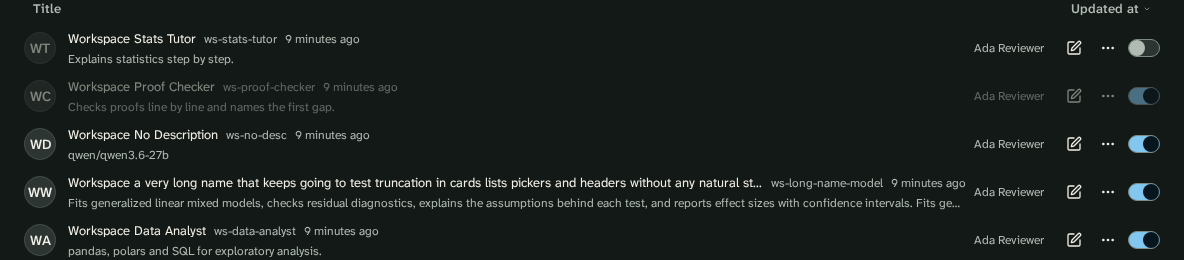 Title Updated at
WT Workspace Stats Tutor ws-stats-tutor 9 minutes ago
Explains statistics step by step.
Ada Reviewer
WC Workspace Proof Checker ws-proof-checker 9 minutes ago
Checks proofs line by line and names the first gap.
Ada Reviewer
WD Workspace No Description ws-no-desc 9 minutes ago
qwen/qwen3.6-27b
Ada Reviewer
WW Workspace a very long name that keeps going to test truncation in cards lists pickers and headers without any natural st... ws-long-name-model 9 minutes ago
Fits generalized linear mixed models, checks residual diagnostics, explains the assumptions behind each test, and reports effect sizes with confidence intervals. Fits ge...
Ada Reviewer
WA Workspace Data Analyst ws-data-analyst 9 minutes ago
pandas, polars and SQL for exploratory analysis.
Ada Reviewer